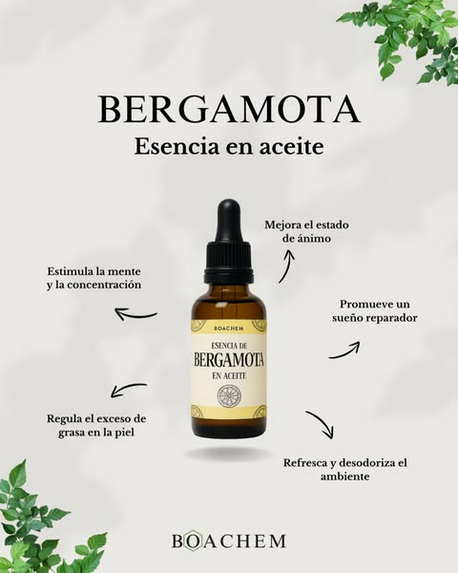 BERGAMOTA
Esencia en aceite
Mejora el estado
de ánimo
Estimula la mente
y la concentración
Promueve un
sueño reparador
BOACHEM
ESENCIA DE
BERGAMOTA
EN ACEITE
Regula el exceso de
grasa en la piel
Refresca y desodoriza el
ambiente
BOACHEM